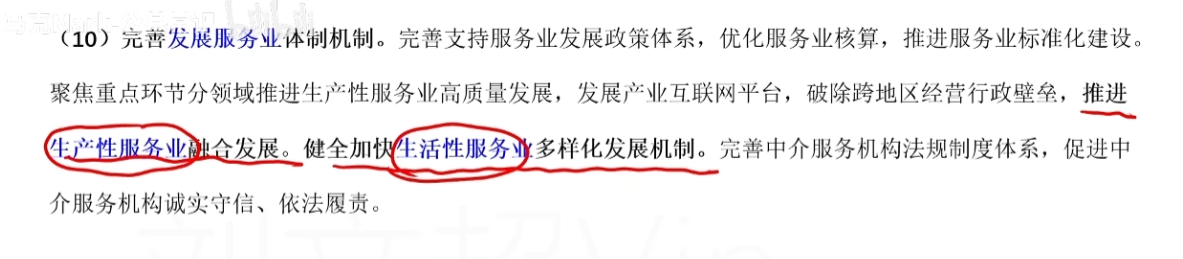 （10）完善发展服务业体制机制。完善支持服务业发展政策体系，优化服务业核算，推进服务业标准化建设。
聚焦重点环节分领域推进生产性服务业高质量发展，发展产业互联网平台，破除跨地区经营行政壁垒，推进
生产性服务业融合发展。健全加快生活性服务业多样化发展机制。完善中介服务机构法规制度体系，促进中
介服务机构诚实守信、依法履责。